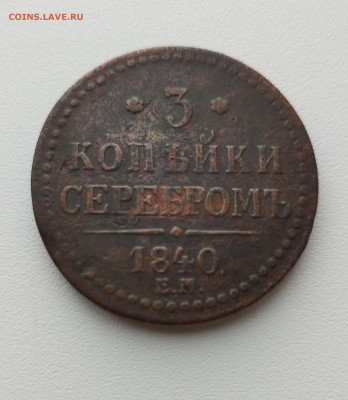 COINS.LAVE.RU
* 3 *
КОПѢЙКИ
СЕРЕБРОМЪ
1840.
Е.М.